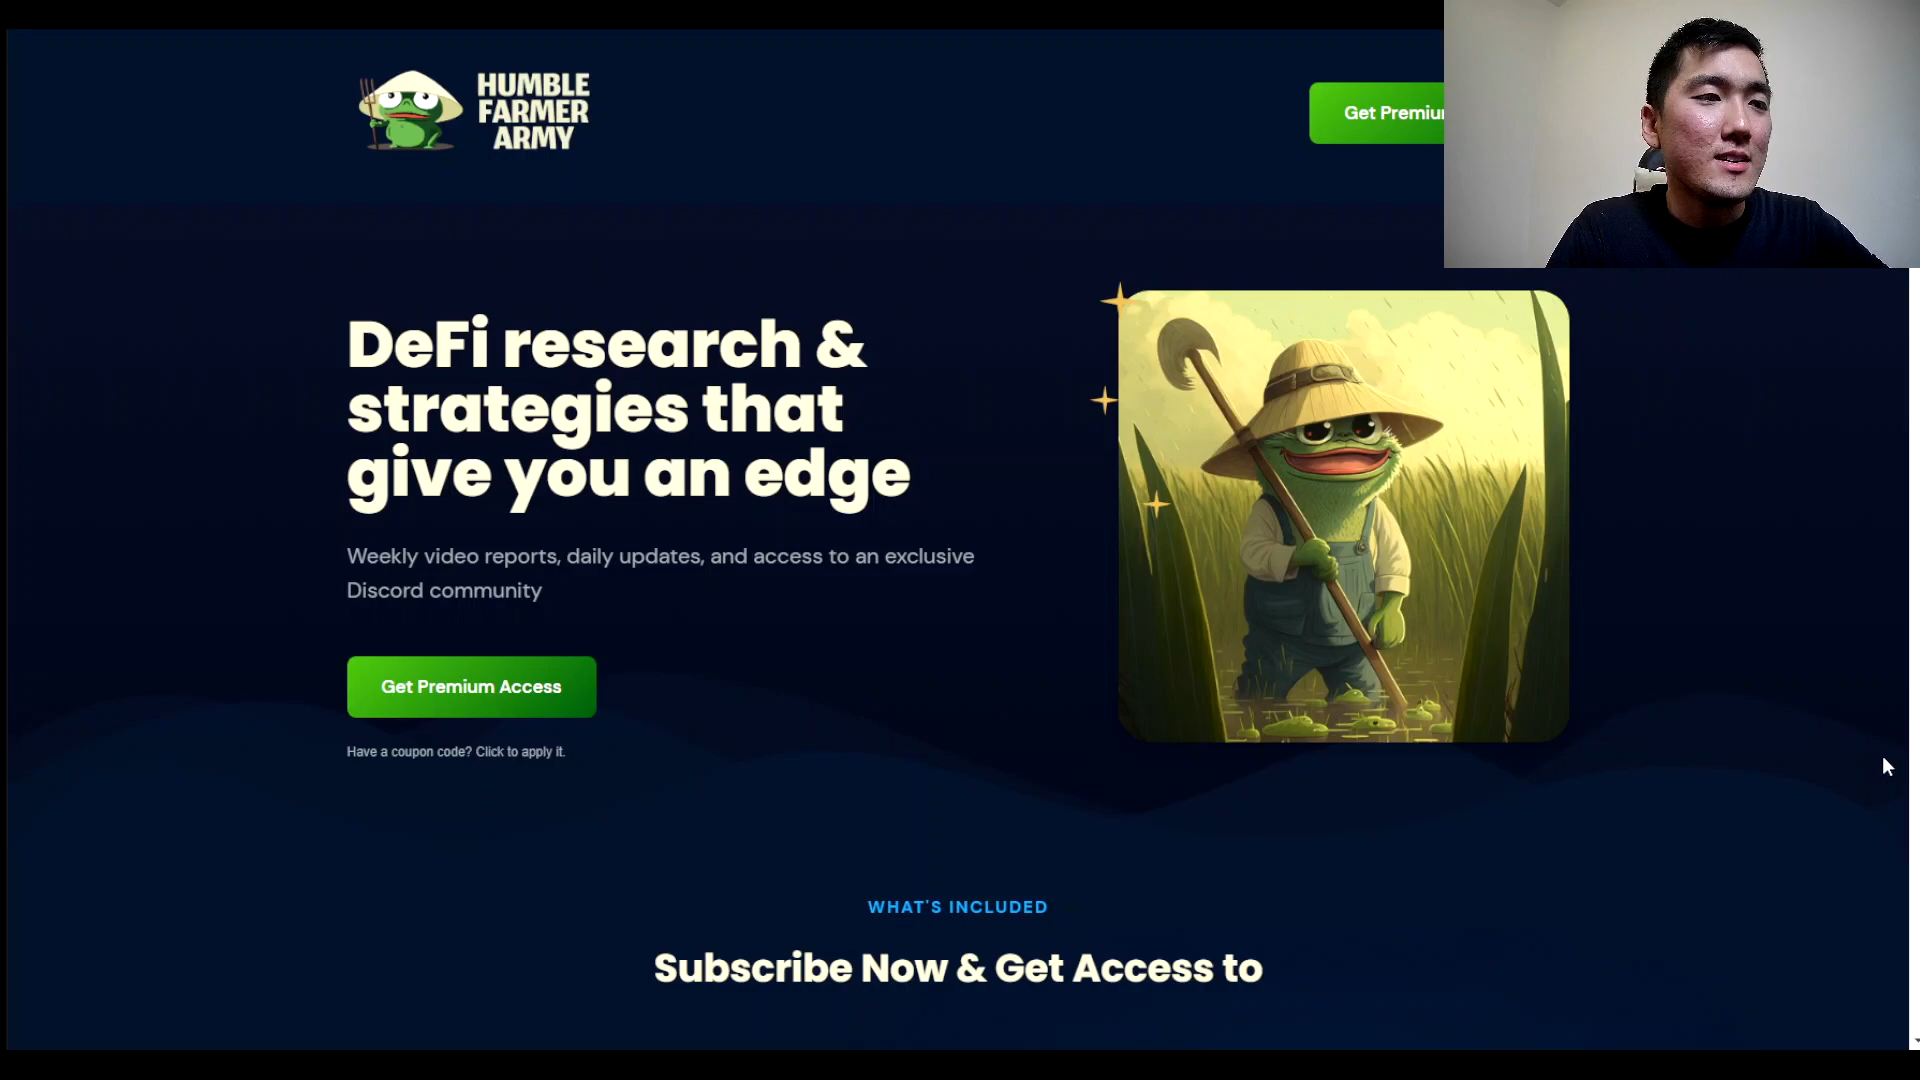 HUMBLE
FARMER
ARMY
Get Premiu
DeFi research &
strategies that
give you an edge
Weekly video reports, daily updates, and access to an exclusive
Discord community
Get Premium Access
Have a coupon code? Click to apply it.
WHAT'S INCLUDED
Subscribe Now & Get Access to